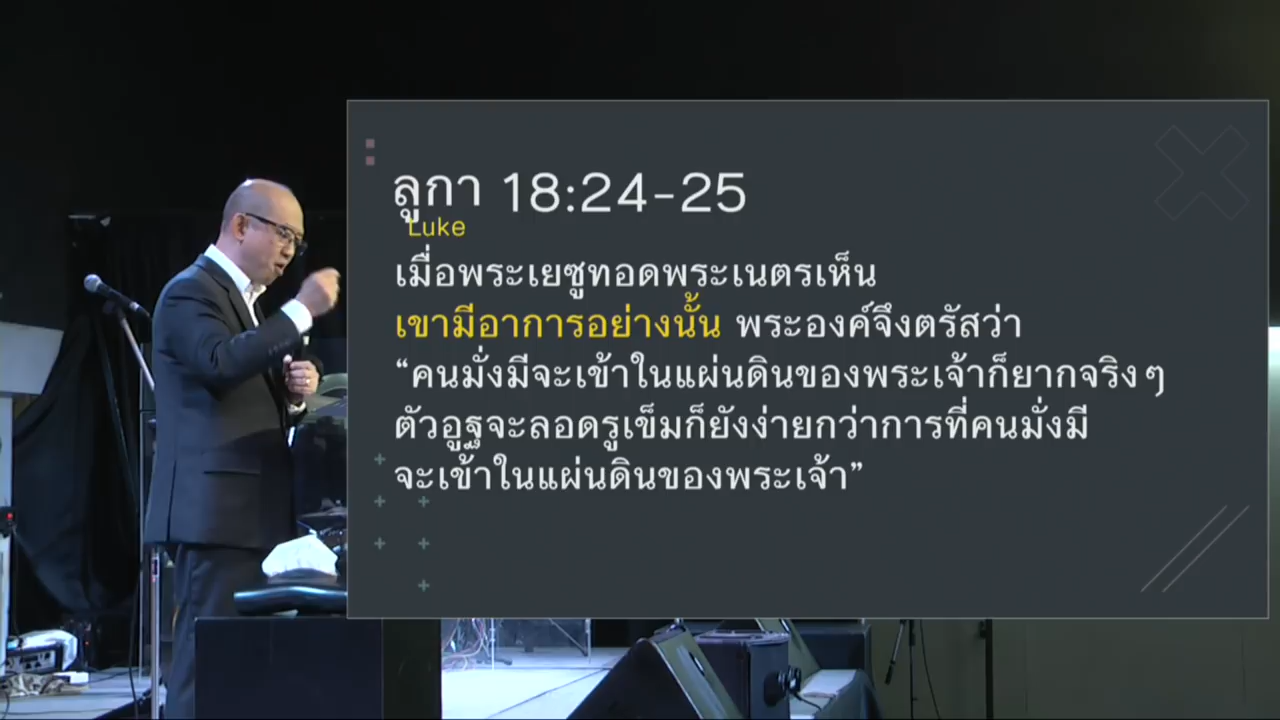 ลูกา 18:24-25
Luke
เมื่อพระเยซูทอดพระเนตรเห็น
เขามีอาการอย่างนั้น พระองค์จึงตรัสว่า
“คนมั่งมีจะเข้าในแผ่นดินของพระเจ้าก็ยากจริงๆ
ตัวอูฐจะลอดรูเข็มก็ยังง่ายกว่าการที่คนมั่งมี
จะเข้าในแผ่นดินของพระเจ้า”